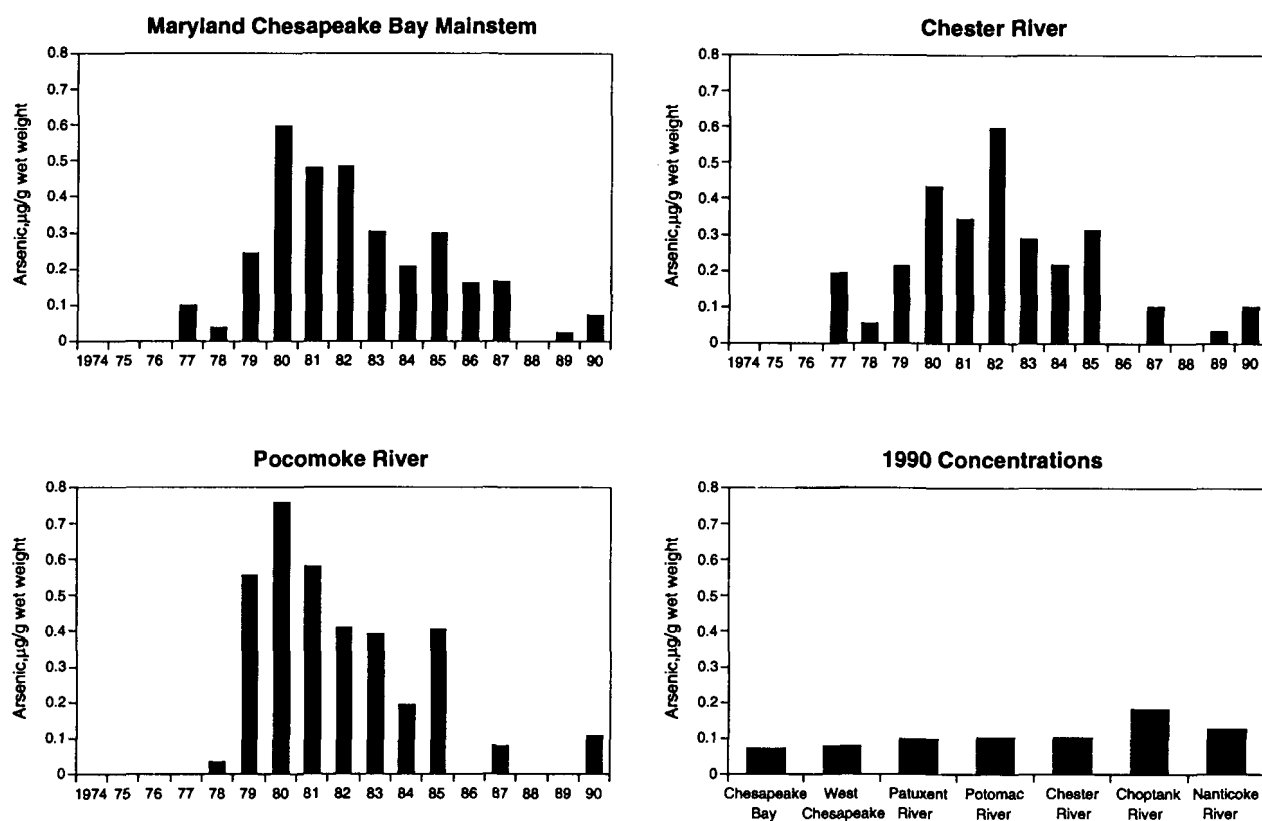 Maryland Chesapeake Bay Mainstem
Arsenic,µg/g wet weight
0.8
0.7
0.6
0.5
0.4
0.3
0.2
0.1
0
1974 75 76 77 78 79 80 81 82 83 84 85 86 87 88 89 90
Chester River
Arsenic,µg/g wet weight
0.8
0.7
0.6
0.5
0.4
0.3
0.2
0.1
0
1974 75 76 77 78 79 80 81 82 83 84 85 86 87 88 89 90
Pocomoke River
Arsenic,µg/g wet weight
0.8
0.7
0.6
0.5
0.4
0.3
0.2
0.1
0
1974 75 76 77 78 79 80 81 82 83 84 85 86 87 88 89 90
1990 Concentrations
Arsenic,µg/g wet weight
0.8
0.7
0.6
0.5
0.4
0.3
0.2
0.1
0
Chesapeake
Bay
West
Chesapeake
Patuxent
River
Potomac
River
Chester
River
Choptank
River
Nanticoke
River